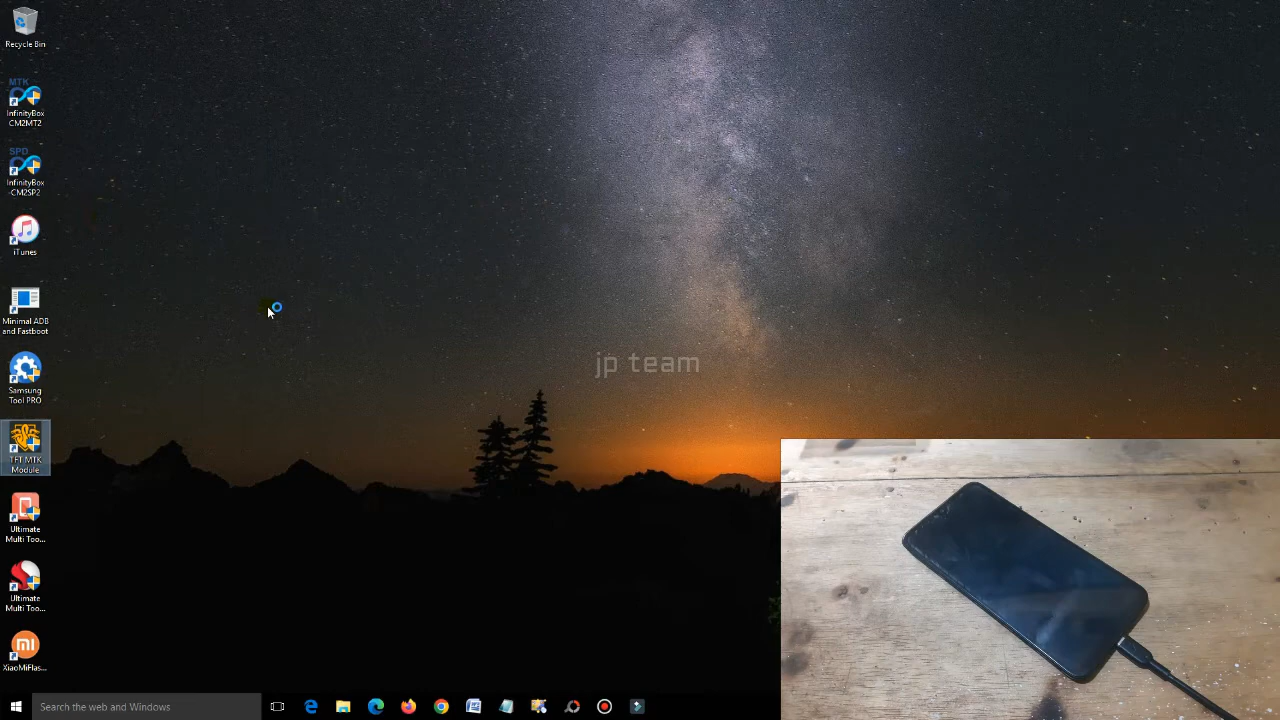 Recycle Bin
MTK
InfinityBox
CM2MT2
SPD
InfinityBox
-CM2SP2
iTunes
Minimal ADB
and Fastboot
Samsung
Tool PRO
TFT MTK
Module
Ultimate
Multi Too...
Ultimate
Multi Too...
mi
XiaoMiFlas...
jp team
Search the web and Windows